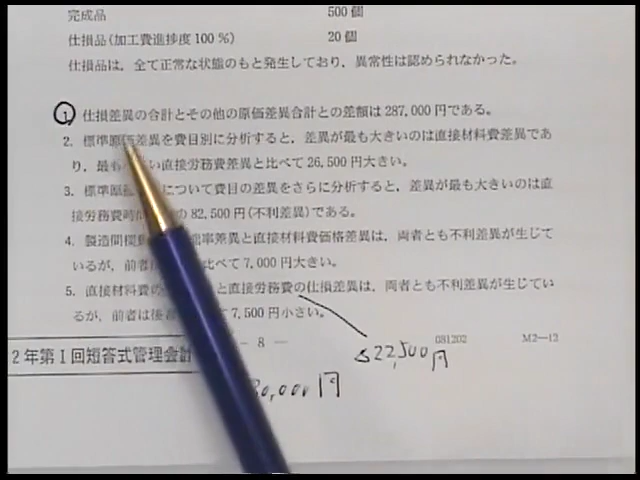 完成品 500個
仕損品(加工費進捗度100%) 20個
仕損品は，全て正常な状態のもと発生しており，異常性は認められなかった。
1. 仕損差異の合計とその他の原価差異合計との差額は287,000円である。
2. 標準原価差異を費目別に分析すると，差異が最も大きいのは直接材料費差異であ
り，最も 直接労務費差異と比べて26,500円大きい。
3. 標準原 について費目の差異をさらに分析すると，差異が最も大きいのは直
接労務費時 の82,500円(不利差異)である。
4. 製造間 率差異と直接材料費価格差異は，両者とも不利差異が生じて
いるが，前者 比べて7,000円大きい。
5. 直接材料費の と直接労務費の仕損差異は，両者とも不利差異が生じてい
るが，前者は後 7,500円小さい。
2年第Ⅰ回短答式管理会計 - 8 - 081202 M2-12
△22,500円
80,000円